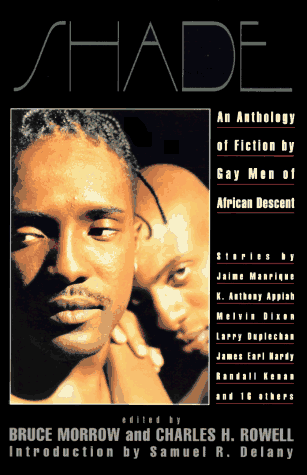 SHADE
An Anthology
of Fiction by
Gay Men of
African Descent
Stories by
Jaime Manrique
K. Anthony Appiah
Melvin Dixon
Larry Duplechan
James Earl Hardy
Randall Kenan
and 16 others
edited by
BRUCE MORROW and CHARLES H. ROWELL
Introduction by Samuel R. Delany